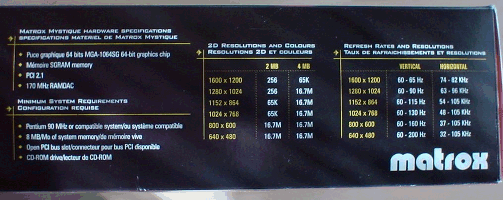 Matrox Mystique hardware specifications
Spécifications matériel de Matrox Mystique
• Puce graphique 64 bits MGA-1064SG 64-bit graphics chip
• Mémoire SGRAM memory
• PCI 2.1
• 170 MHz RAMDAC
Minimum System Requirements
Configuration requise
• Pentium 90 MHz or compatible system/ou système compatible
• 8 MB/Mo of system memory/de mémoire vive
• Open PCI bus slot/connecteur pour bus PCI disponible
• CD-ROM drive/lecteur de CD-ROM
2D Resolutions and Colours
Résolutions 2D et couleurs
2 MB 4 MB
1600 x 1200 256 65K
1280 x 1024 256 16.7M
1152 x 864 65K 16.7M
1024 x 768 65K 16.7M
800 x 600 16.7M 16.7M
640 x 480 16.7M 16.7M
Refresh Rates and Resolutions
Taux de rafraîchissements et resolutions
VERTICAL HORIZONTAL
1600 x 1200 60 - 65 Hz 74 - 82 KHz
1280 x 1024 60 - 90 Hz 63 - 96 KHz
1152 x 864 60 - 115 Hz 54 - 105 KHz
1024 x 768 60 - 130 Hz 48 - 105 KHz
800 x 600 60 - 160 Hz 37 - 105 KHz
640 x 480 60 - 200 Hz 32 - 105 KHz
matrox